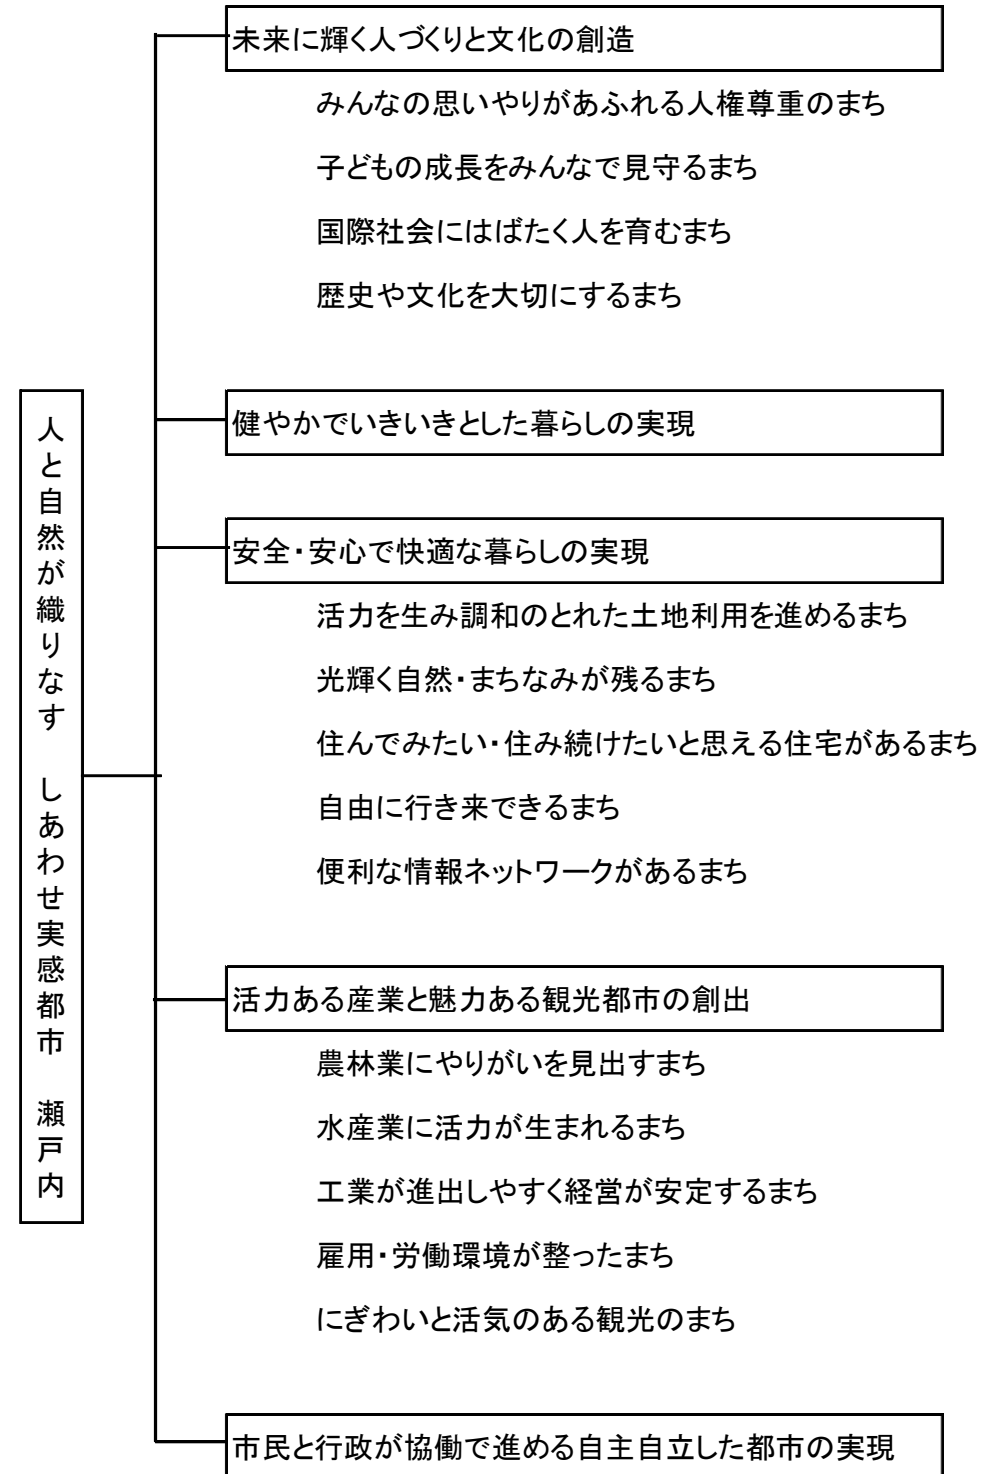 人と自然が織りなす　しあわせ実感都市　瀬戸内
未来に輝く人づくりと文化の創造
みんなの思いやりがあふれる人権尊重のまち
子どもの成長をみんなで見守るまち
国際社会にはばたく人を育むまち
歴史や文化を大切にするまち
健やかでいきいきとした暮らしの実現
安全・安心で快適な暮らしの実現
活力を生み調和のとれた土地利用を進めるまち
光輝く自然・まちなみが残るまち
住んでみたい・住み続けたいと思える住宅があるまち
自由に行き来できるまち
便利な情報ネットワークがあるまち
活力ある産業と魅力ある観光都市の創出
農林業にやりがいを見出すまち
水産業に活力が生まれるまち
工業が進出しやすく経営が安定するまち
雇用・労働環境が整ったまち
にぎわいと活気のある観光のまち
市民と行政が協働で進める自主自立した都市の実現